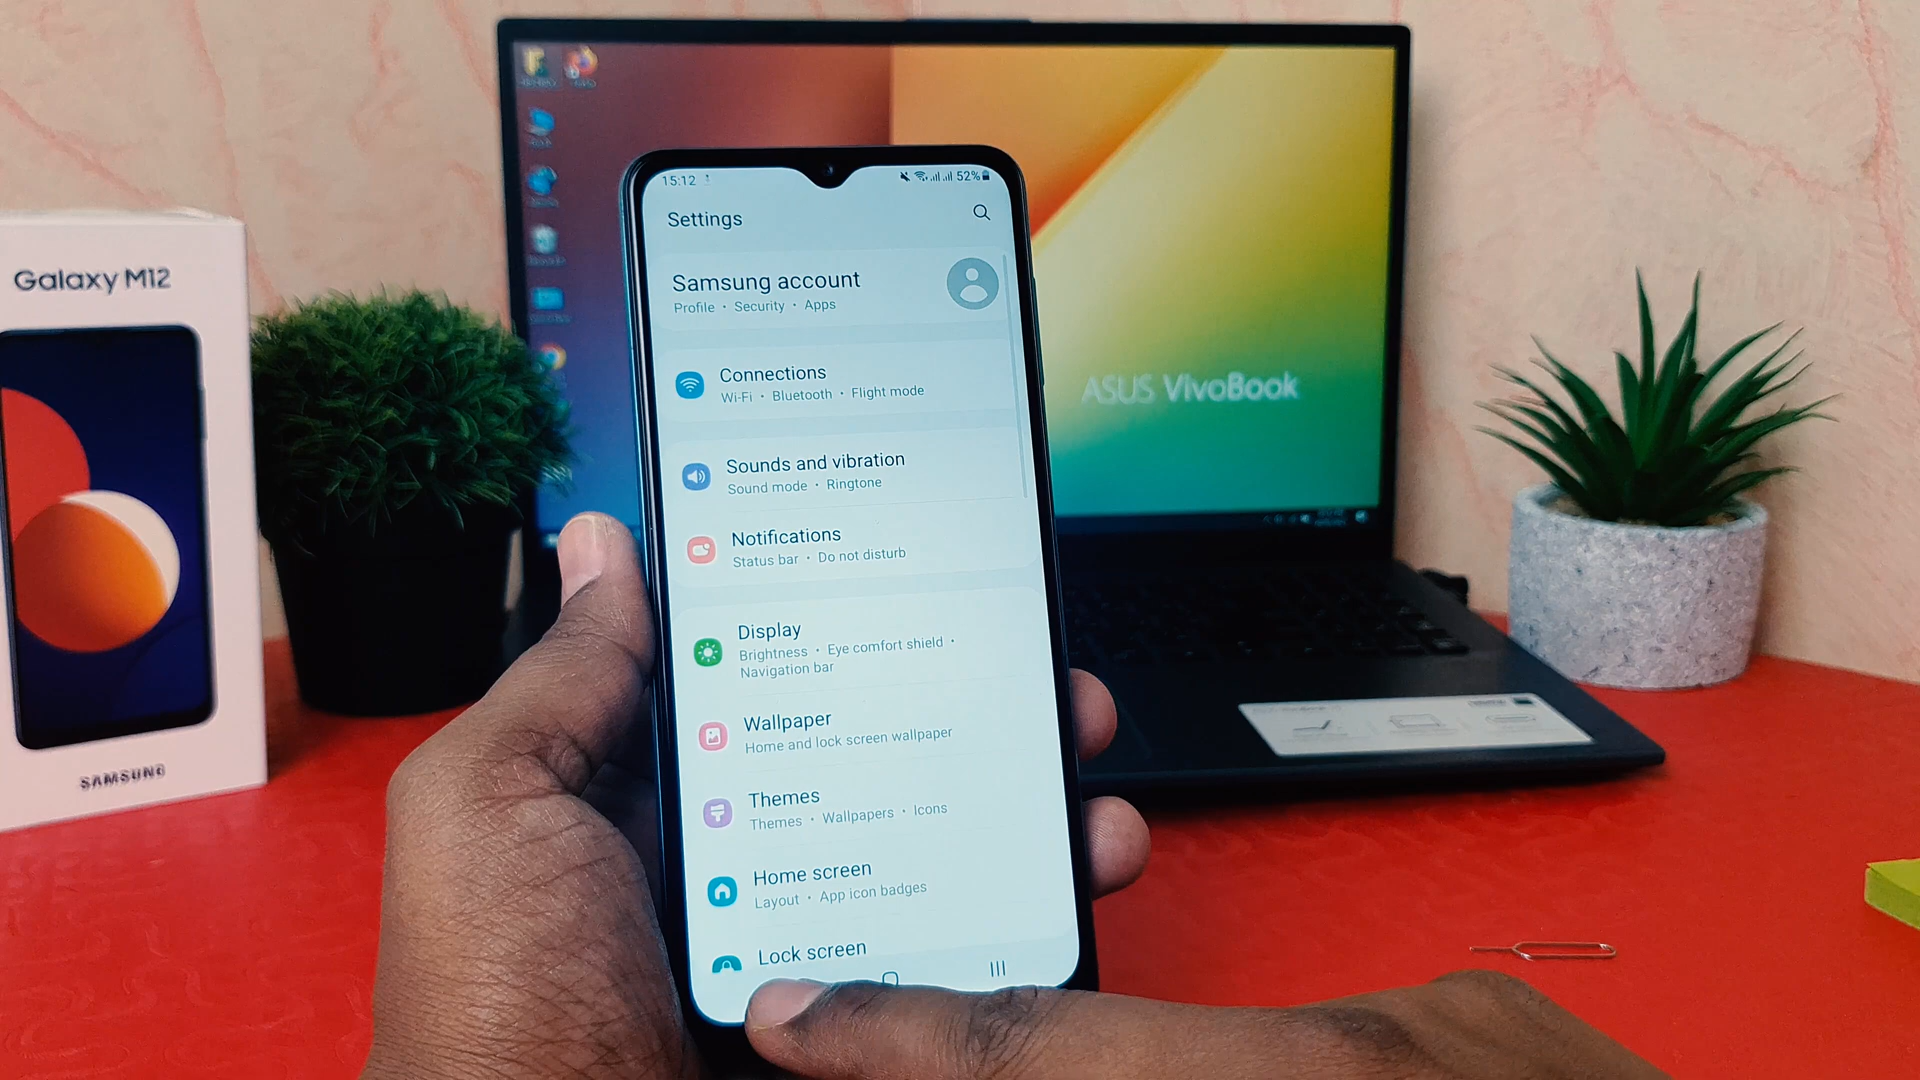 Galaxy M12
SAMSUNG
15:12
52%
Settings
Samsung account
Profile • Security • Apps
Connections
Wi-Fi • Bluetooth • Flight mode
Sounds and vibration
Sound mode • Ringtone
Notifications
Status bar • Do not disturb
Display
Brightness • Eye comfort shield •
Navigation bar
Wallpaper
Home and lock screen wallpaper
Themes
Themes • Wallpapers • Icons
Home screen
Layout • App icon badges
Lock screen
ASUS VivoBook